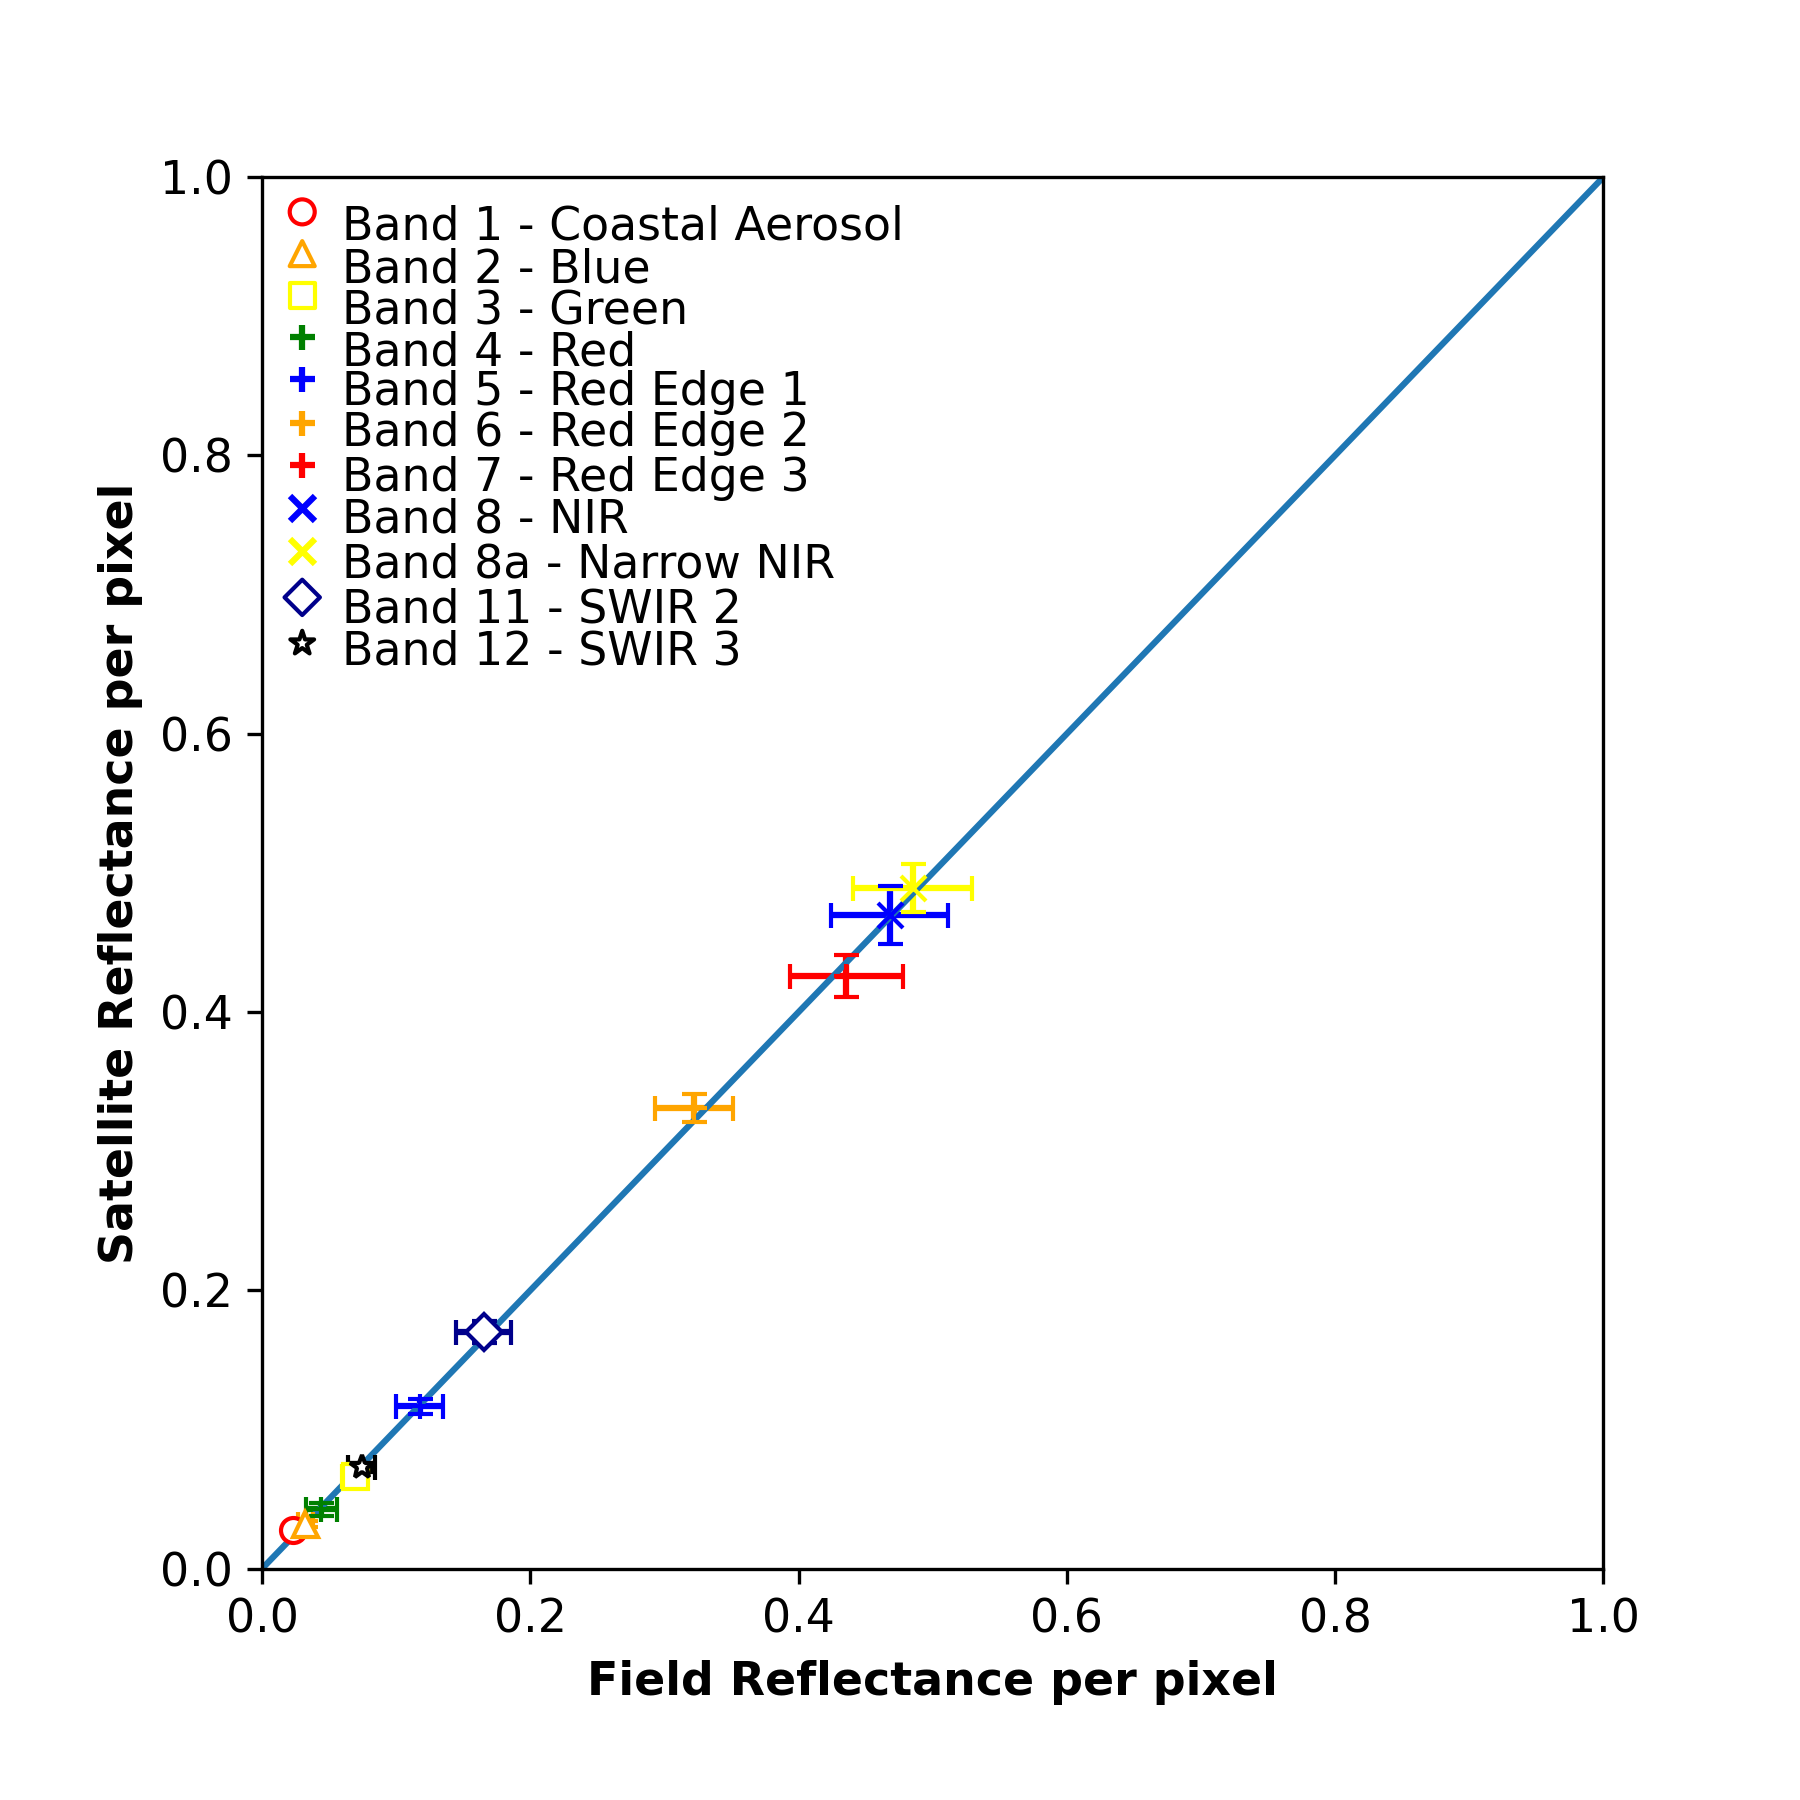 1.0
Band 1 - Coastal Aerosol
Band 2 - Blue
Band 3 - Green
Band 4 - Red
Band 5 - Red Edge 1
Band 6 - Red Edge 2
Band 7 - Red Edge 3
Band 8 - NIR
Band 8a - Narrow NIR
Band 11 - SWIR 2
Band 12 - SWIR 3
0.8
0.6
0.4
0.2
0.0
Satellite Reflectance per pixel
0.0 0.2 0.4 0.6 0.8 1.0
Field Reflectance per pixel